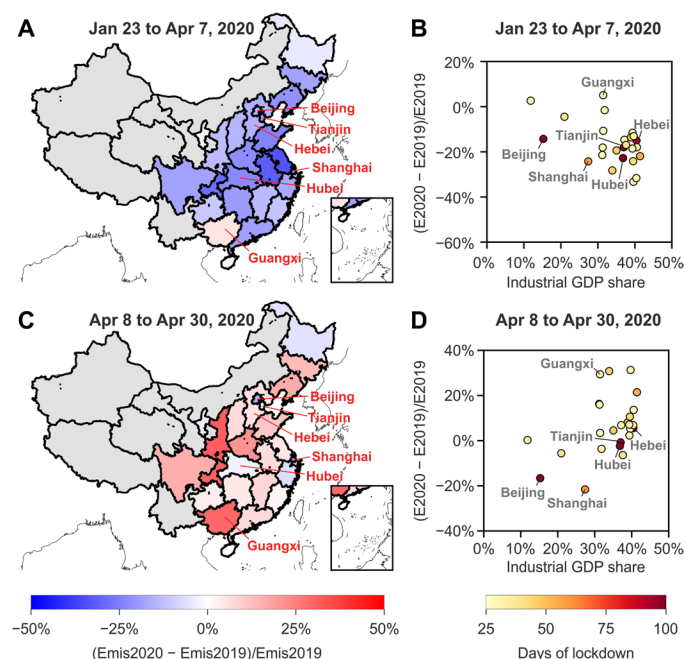 A
Jan 23 to Apr 7, 2020
Beijing
Tianjin
Hebei
Shanghai
Hubei
Guangxi
B
Jan 23 to Apr 7, 2020
(E2020 − E2019)/E2019
20%
0%
−20%
−40%
−60%
Guangxi
Tianjin
Hebei
Beijing
Shanghai
Hubei
0% 10% 20% 30% 40% 50%
Industrial GDP share
C
Apr 8 to Apr 30, 2020
Beijing
Tianjin
Hebei
Shanghai
Hubei
Guangxi
D
Apr 8 to Apr 30, 2020
(E2020 − E2019)/E2019
40%
20%
0%
−20%
−40%
Guangxi
Tianjin
Hebei
Hubei
Beijing
Shanghai
0% 10% 20% 30% 40% 50%
Industrial GDP share
−50% −25% 0% 25% 50%
(Emis2020 − Emis2019)/Emis2019
25 50 75 100
Days of lockdown